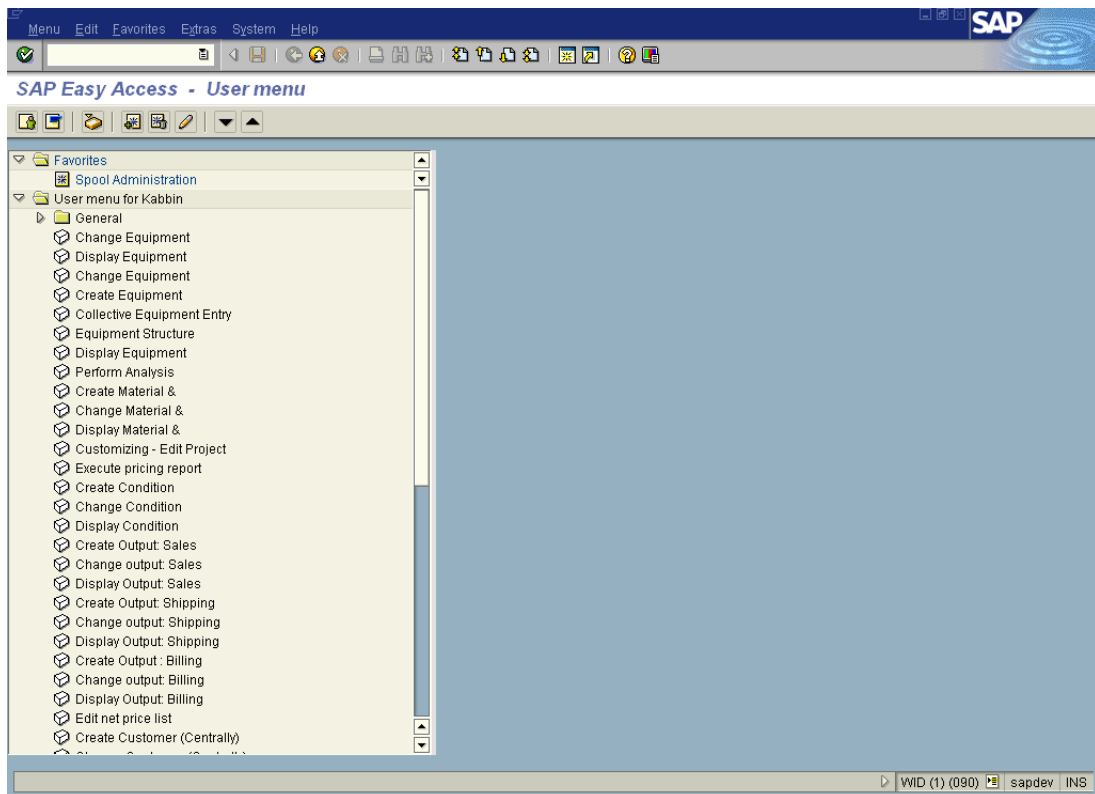 Menu Edit Favorites Extras System Help
SAP
SAP Easy Access - User menu
Favorites
Spool Administration
User menu for Kabbin
General
Change Equipment
Display Equipment
Change Equipment
Create Equipment
Collective Equipment Entry
Equipment Structure
Display Equipment
Perform Analysis
Create Material &
Change Material &
Display Material &
Customizing - Edit Project
Execute pricing report
Create Condition
Change Condition
Display Condition
Create Output: Sales
Change output: Sales
Display Output: Sales
Create Output: Shipping
Change output: Shipping
Display Output: Shipping
Create Output : Billing
Change output: Billing
Display Output: Billing
Edit net price list
Create Customer (Centrally)
WID (1) (090) sapdev INS